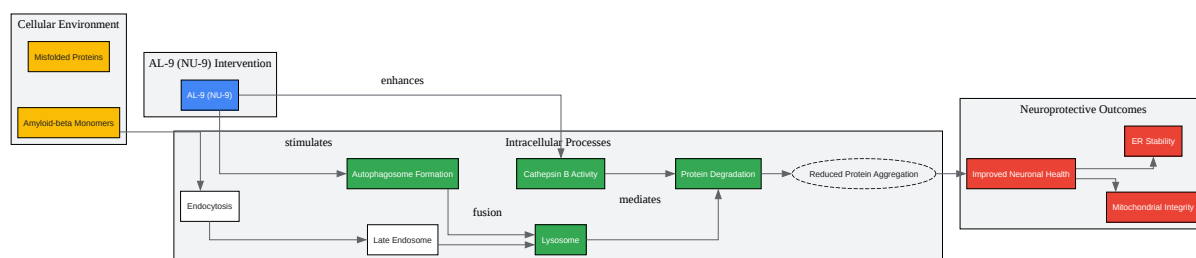 Cellular Environment
Misfolded Proteins
Amyloid-beta Monomers
AL-9 (NU-9) Intervention
AL-9 (NU-9)
enhances
stimulates
Intracellular Processes
Autophagosome Formation
Cathepsin B Activity
Protein Degradation
Reduced Protein Aggregation
mediates
Endocytosis
fusion
Late Endosome
Lysosome
Neuroprotective Outcomes
ER Stability
Improved Neuronal Health
Mitochondrial Integrity